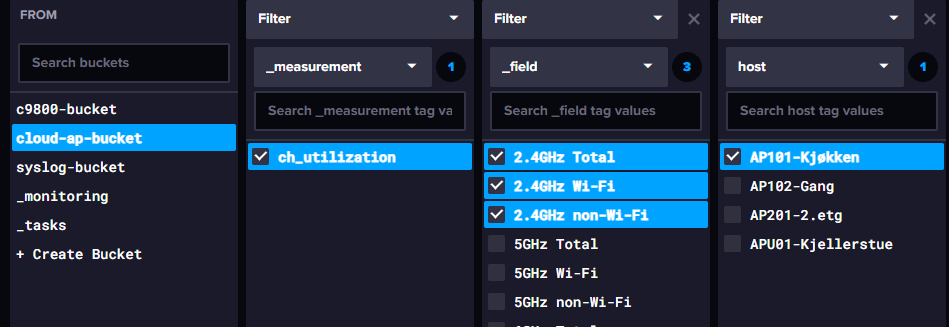 FROM
Search buckets
c9800-bucket
cloud-ap-bucket
syslog-bucket
_monitoring
_tasks
+ Create Bucket
Filter
_measurement
1
Search _measurement tag va
ch_utilization
Filter
_field
3
Search _field tag values
2.4GHz Total
2.4GHz Wi-Fi
2.4GHz non-Wi-Fi
5GHz Total
5GHz Wi-Fi
5GHz non-Wi-Fi
Filter
host
1
Search host tag values
AP101-Kjøkken
AP102-Gang
AP201-2.etg
APU01-Kjellerstue